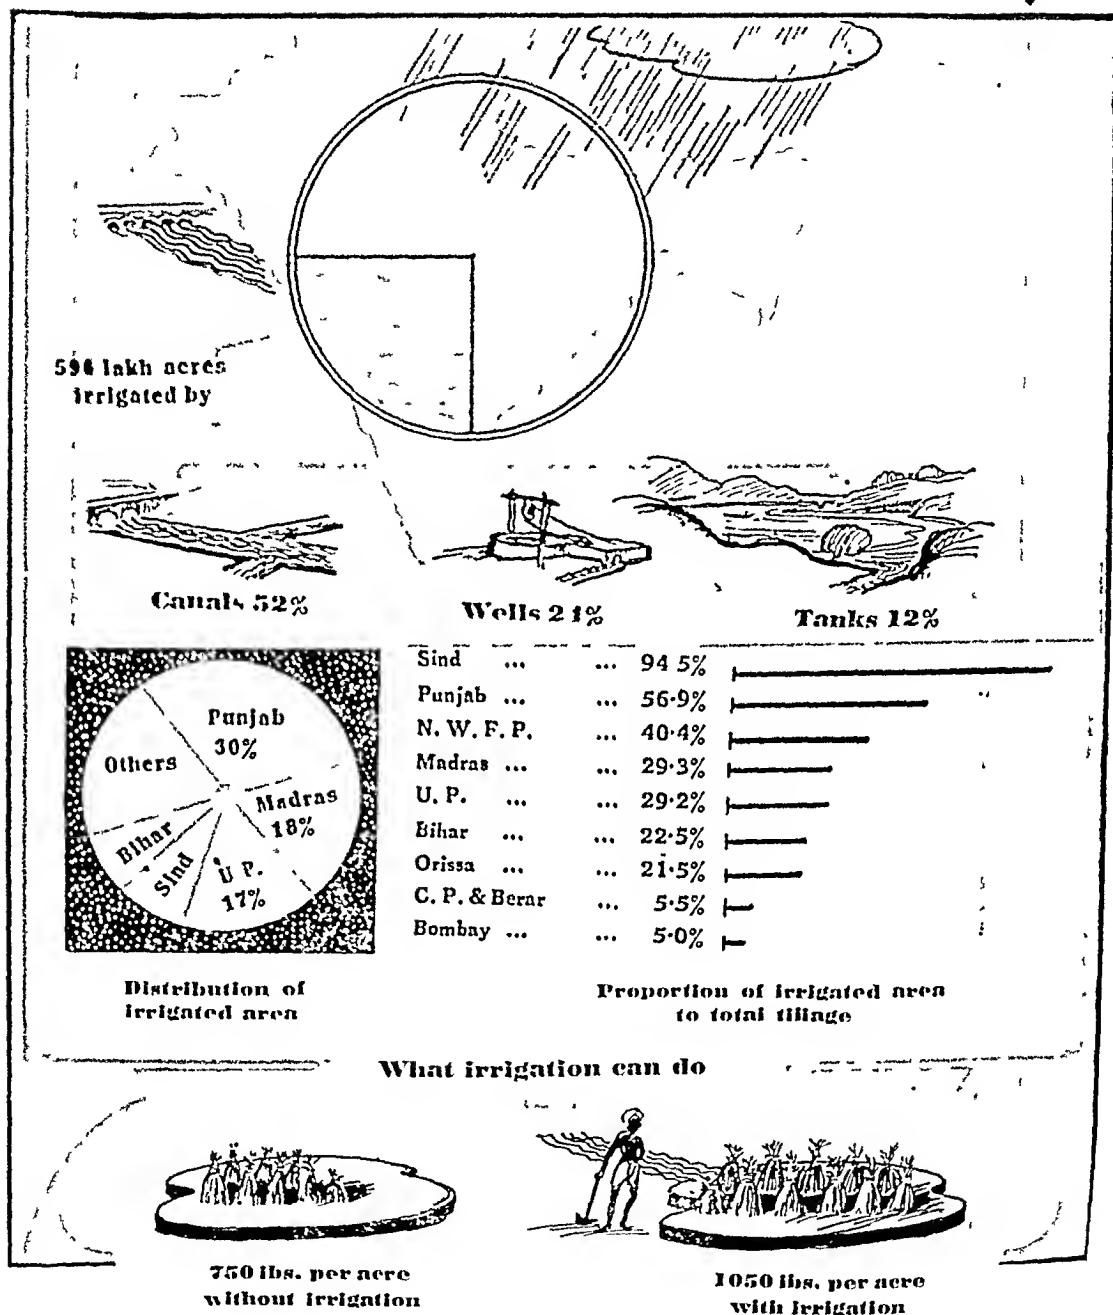 lakh acres
irrigated by
Canals 52%
Wells
Tanks 12%
Punjab
30%
Others
Madras
18%
Bihar
Sind
U P.
17%
Distribution of
irrigated area
Sind ... ... 94 5%
Punjab ... ... 56·9%
N. W. F. P. ... 40·4%
Madras ... ... 29·3%
U. P. ... ... 29·2%
Bihar ... ... 22·5%
Orissa ... ... 21·5%
C. P. & Berar ... 5·5%
Bombay ... ... 5·0%
Proportion of irrigated area
to total tillage
What irrigation can do
750 lbs. per acre
without irrigation
1050 lbs. per acre
with irrigation